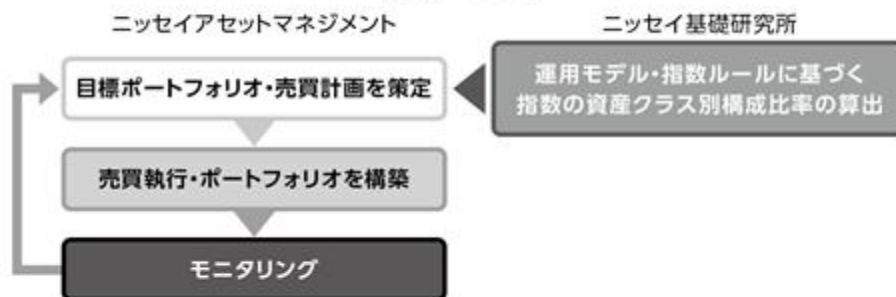 ニッセイアセットマネジメント
ニッセイ基礎研究所
目標ポートフォリオ・売買計画を策定
運用モデル・指数ルールに基づく
指数の資産クラス別構成比率の算出
売買執行・ポートフォリオを構築
モニタリング